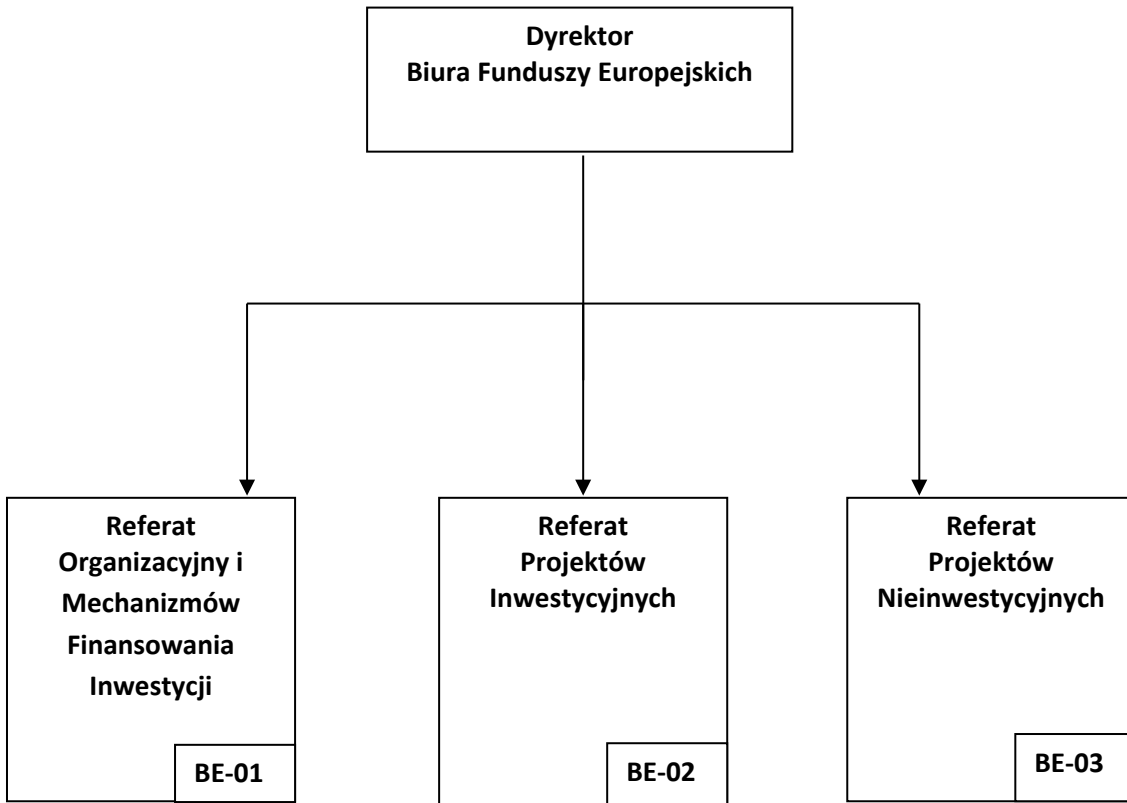 Dyrektor
Biura Funduszy Europejskich
Referat
Organizacyjny i
Mechanizmów
Finansowania
Inwestycji
BE-01
Referat
Projektów
Inwestycyjnych
BE-02
Referat
Projektów
Nieinwestycyjnych
BE-03